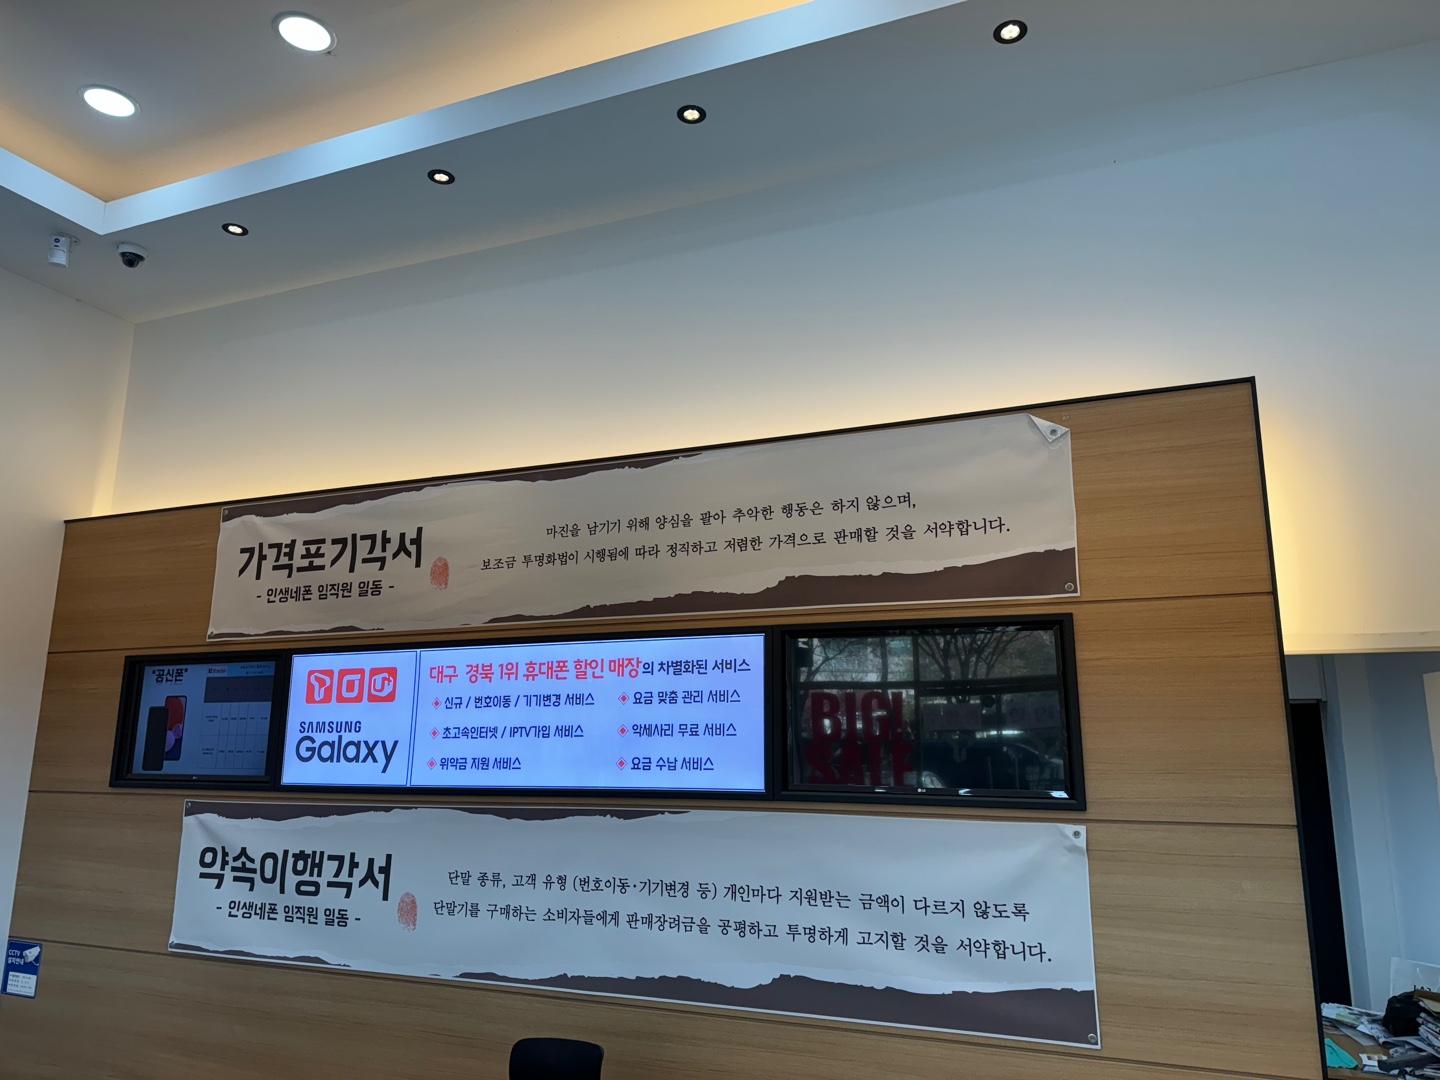 가격포기각서
- 인생네폰 임직원 일동 -
마진을 남기기 위해 양심을 팔아 추악한 행동은 하지 않으며,
보조금 투명화법이 시행됨에 따라 정직하고 저렴한 가격으로 판매할 것을 서약합니다.
"공신폰"
SAMSUNG
Galaxy
대구 경북 1위 휴대폰 할인 매장의 차별화된 서비스
신규 / 번호이동 / 기기변경 서비스
초고속인터넷 / IPTV가입 서비스
위약금 지원 서비스
요금 맞춤 관리 서비스
악세사리 무료 서비스
요금 수납 서비스
BIG!
SALE
약속이행각서
- 인생네폰 임직원 일동 -
단말 종류, 고객 유형 (번호이동·기기변경 등) 개인마다 지원받는 금액이 다르지 않도록
단말기를 구매하는 소비자들에게 판매장려금을 공평하고 투명하게 고지할 것을 서약합니다.
CCTV
설치안내